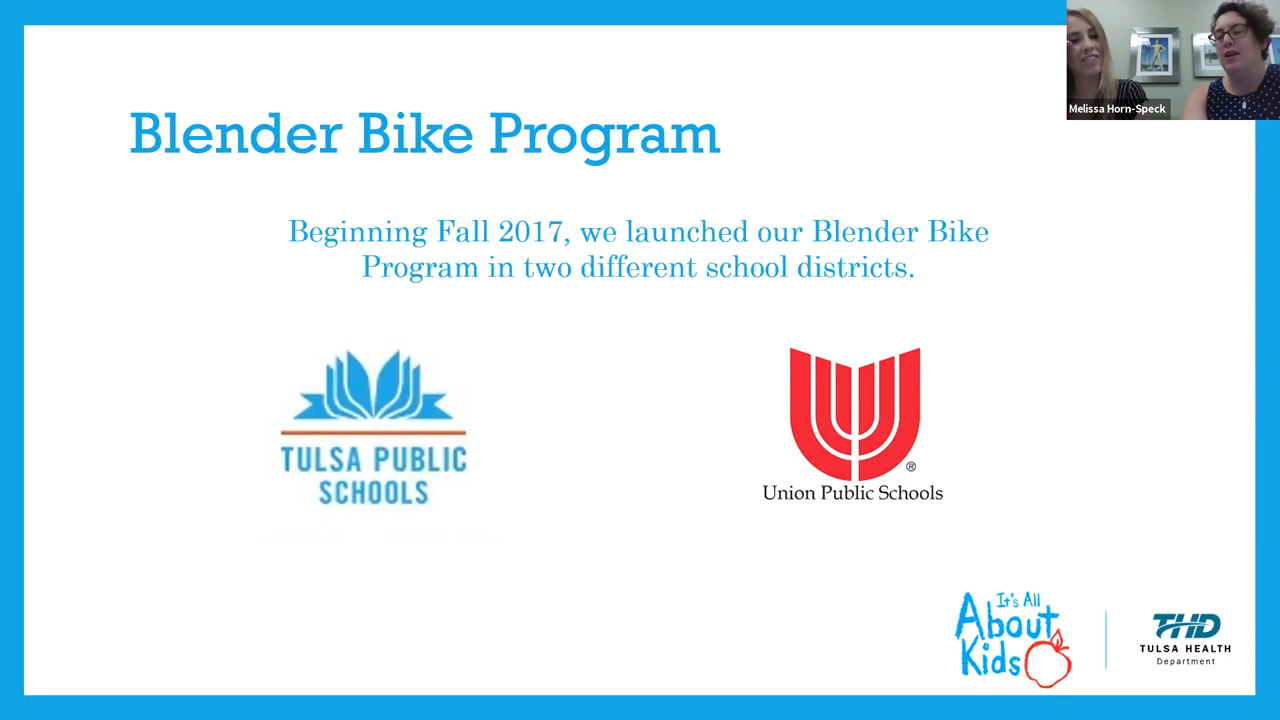 Melissa Horn-Speck
Blender Bike Program
Beginning Fall 2017, we launched our Blender Bike
Program in two different school districts.
TULSA PUBLIC
SCHOOLS
®
Union Public Schools
It's All
About
Kids
THD
TULSA HEALTH
Department